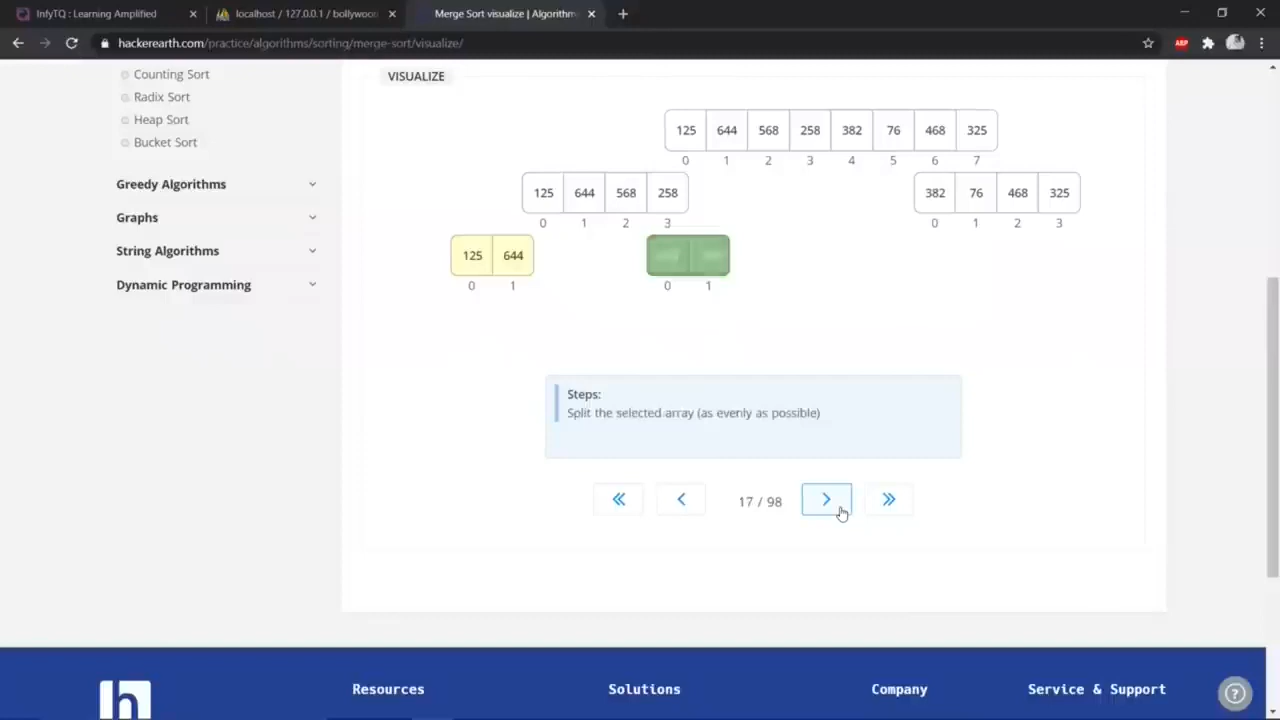 InfyTQ : Learning Amplified
localhost / 127.0.0.1 / bollywoo
Merge Sort visualize | Algorithm
hackerearth.com/practice/algorithms/sorting/merge-sort/visualize/
ABP
Counting Sort
Radix Sort
Heap Sort
Bucket Sort
Greedy Algorithms
Graphs
String Algorithms
Dynamic Programming
VISUALIZE
125 644 568 258 382 76 468 325
0 1 2 3 4 5 6 7
125 644 568 258
0 1 2 3
382 76 468 325
0 1 2 3
125 644
0 1
0 1
Steps:
Split the selected array (as evenly as possible)
17 / 98
h
Resources
Solutions
Company
Service & Support
?